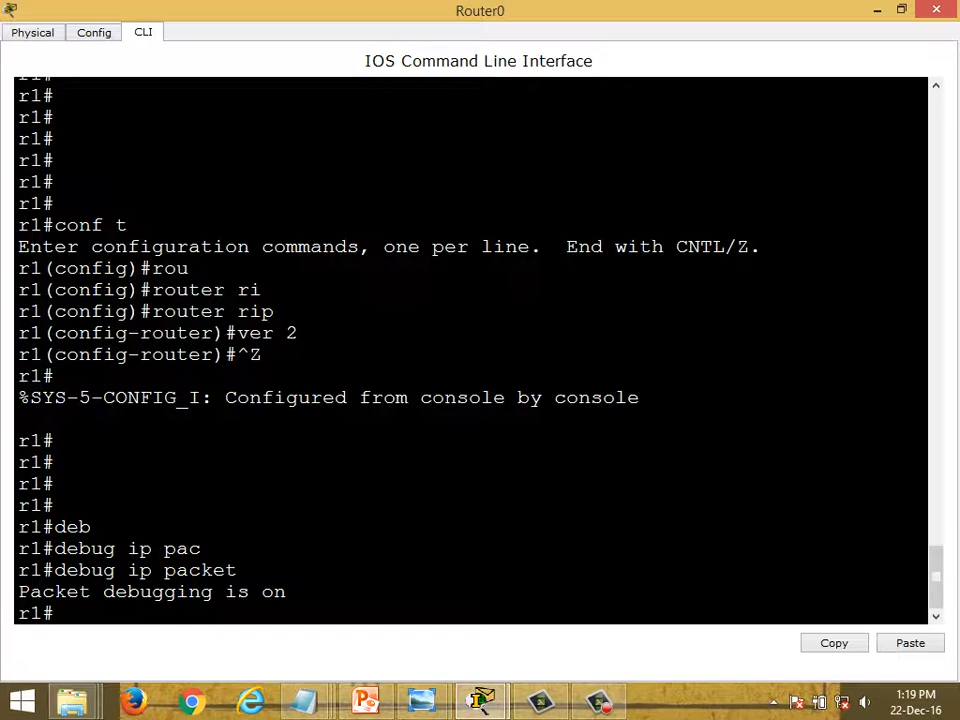 Router0
Physical Config CLI
IOS Command Line Interface
r1#
r1#
r1#
r1#
r1#
r1#
r1#
r1#conf t
Enter configuration commands, one per line.  End with CNTL/Z.
r1(config)#rou
r1(config)#router ri
r1(config)#router rip
r1(config-router)#ver 2
r1(config-router)#^Z
r1#
%SYS-5-CONFIG_I: Configured from console by console
r1#
r1#
r1#
r1#
r1#deb
r1#debug ip pac
r1#debug ip packet
Packet debugging is on
r1#
Copy Paste
1:19 PM
22-Dec-16